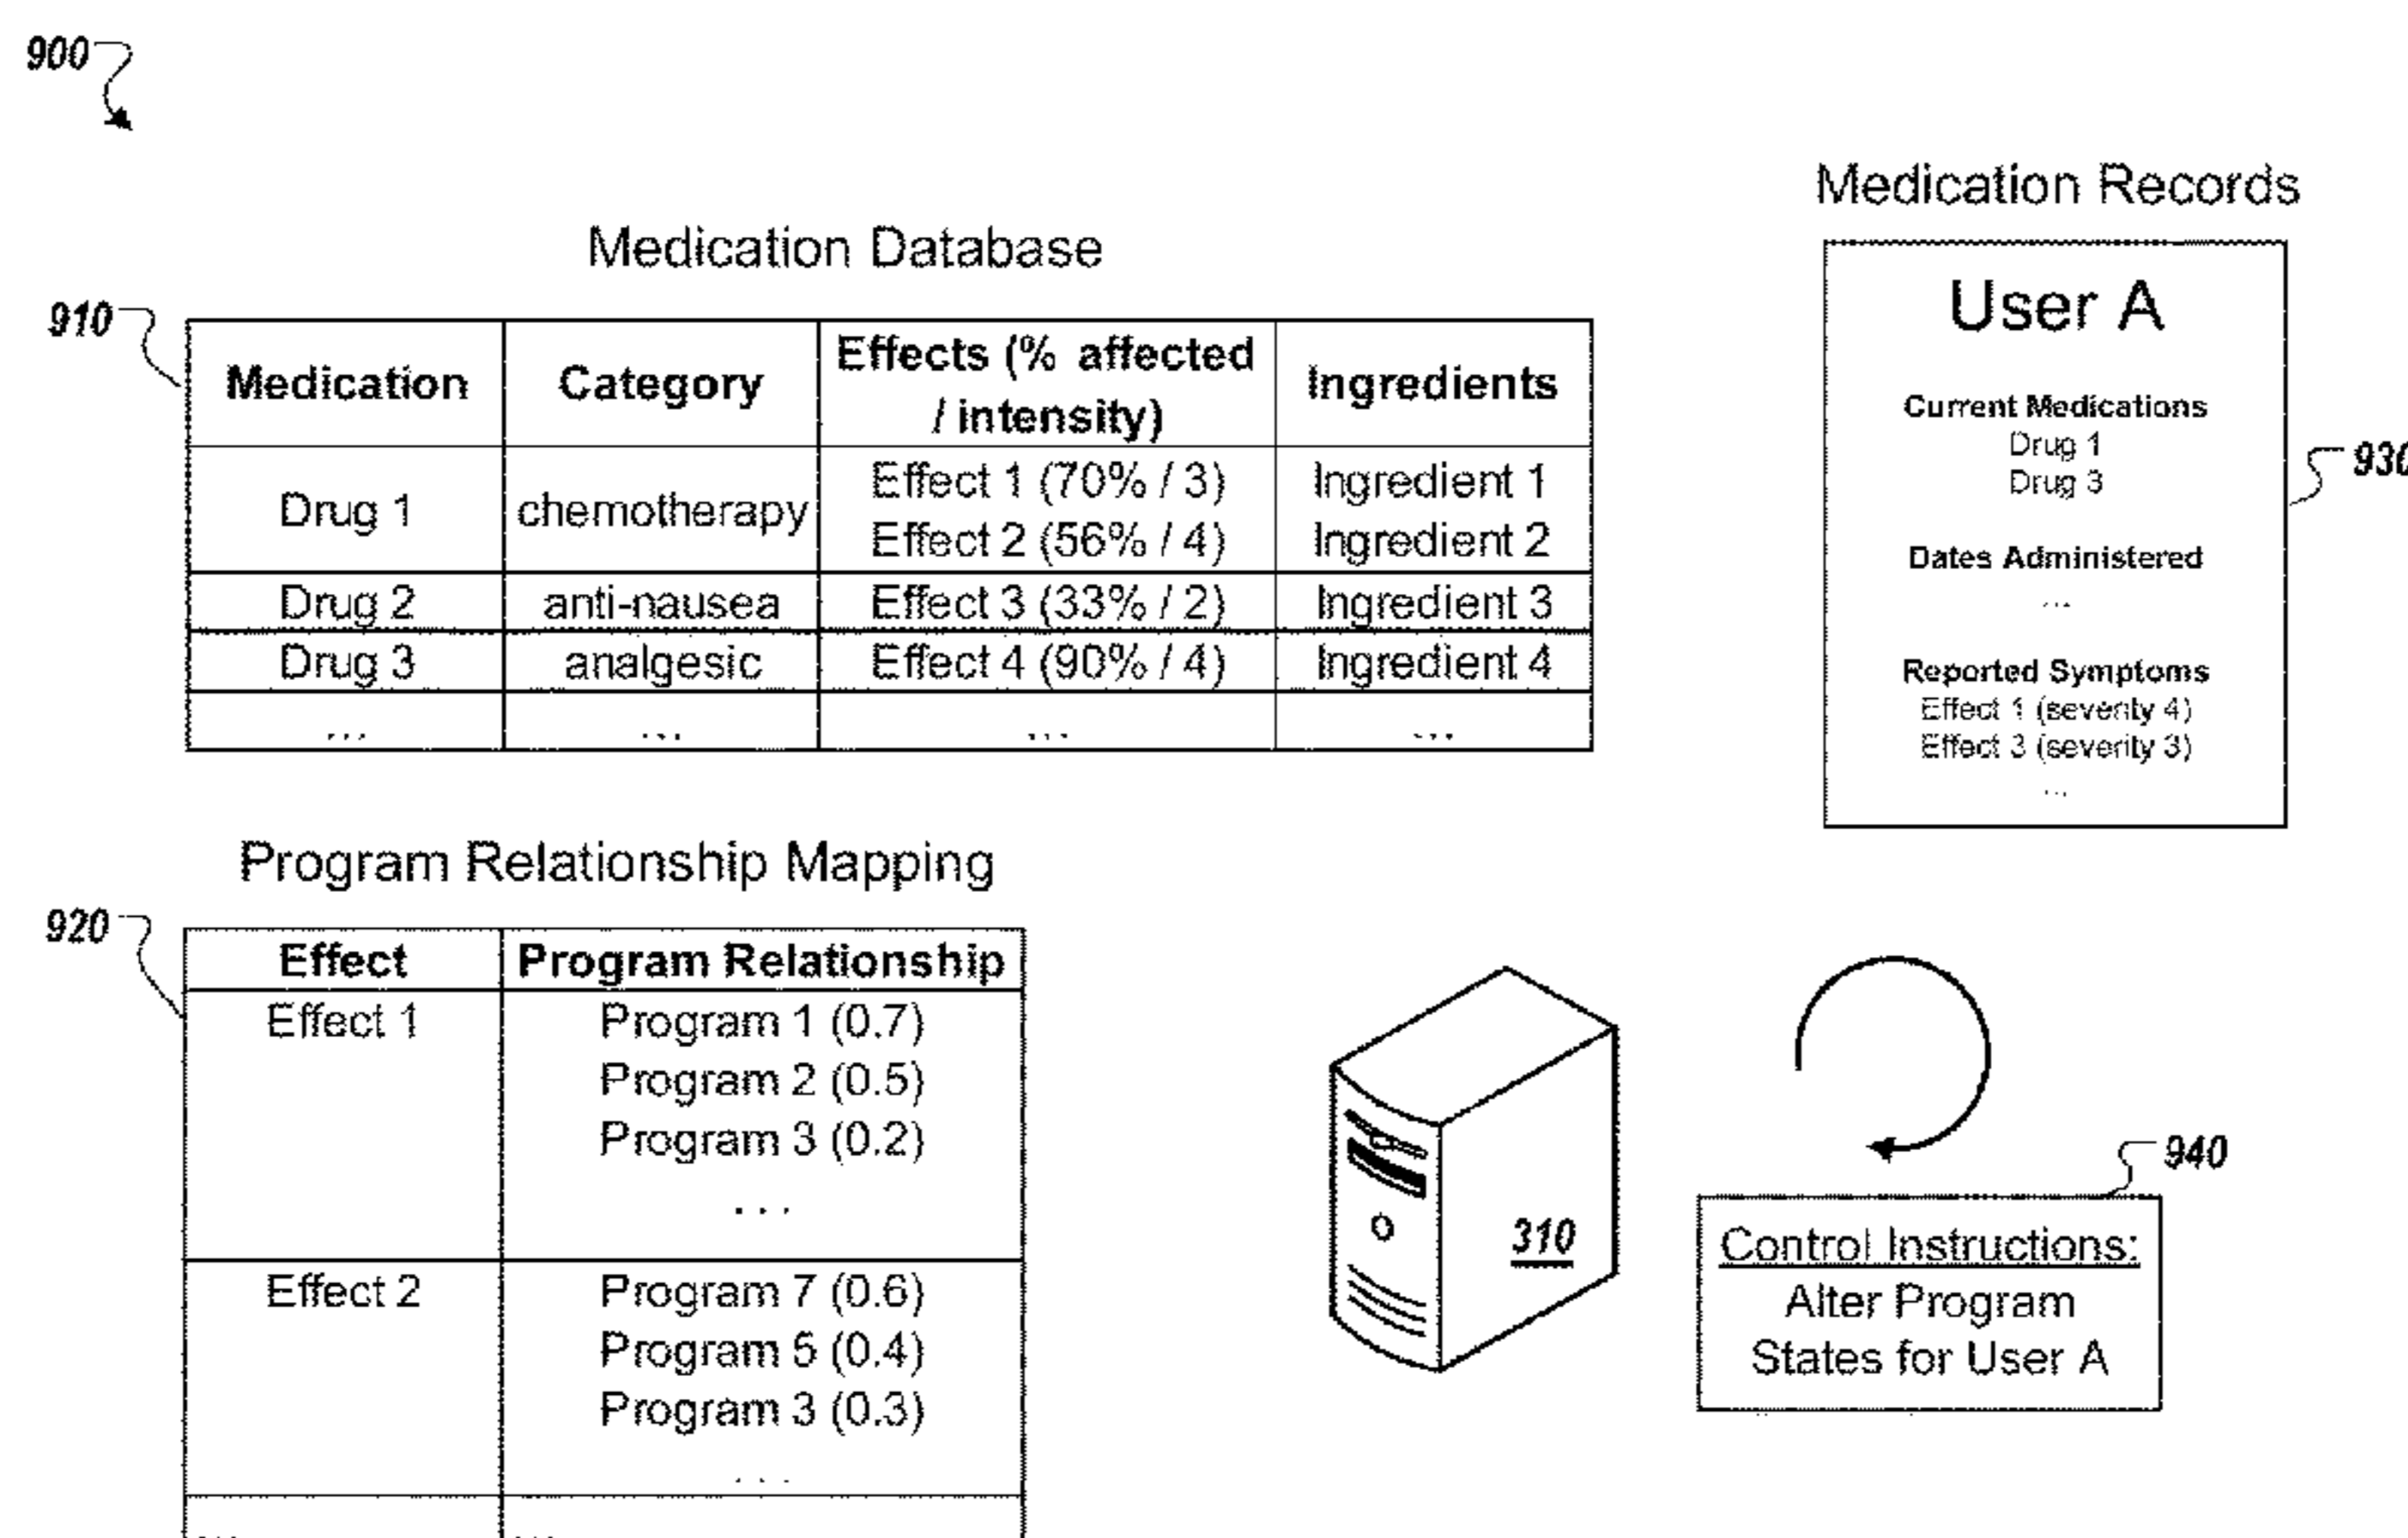 900
Medication Records
Medication Database
910
Medication Category Effects (% affected / intensity) Ingredients
Drug 1 chemotherapy Effect 1 (70% / 3) Ingredient 1
Effect 2 (56% / 4) Ingredient 2
Drug 2 anti-nausea Effect 3 (33% / 2) Ingredient 3
Drug 3 analgesic Effect 4 (90% / 4) Ingredient 4
... ... ... ...
User A
Current Medications
Drug 1
Drug 3
930
Dates Administered
...
Reported Symptoms
Effect 1 (severity 4)
Effect 3 (severity 3)
...
Program Relationship Mapping
920
Effect Program Relationship
Effect 1 Program 1 (0.7)
Program 2 (0.5)
Program 3 (0.2)
...
Effect 2 Program 7 (0.6)
Program 5 (0.4)
Program 3 (0.3)
...
... ...
310
940
Control Instructions:
Alter Program
States for User A